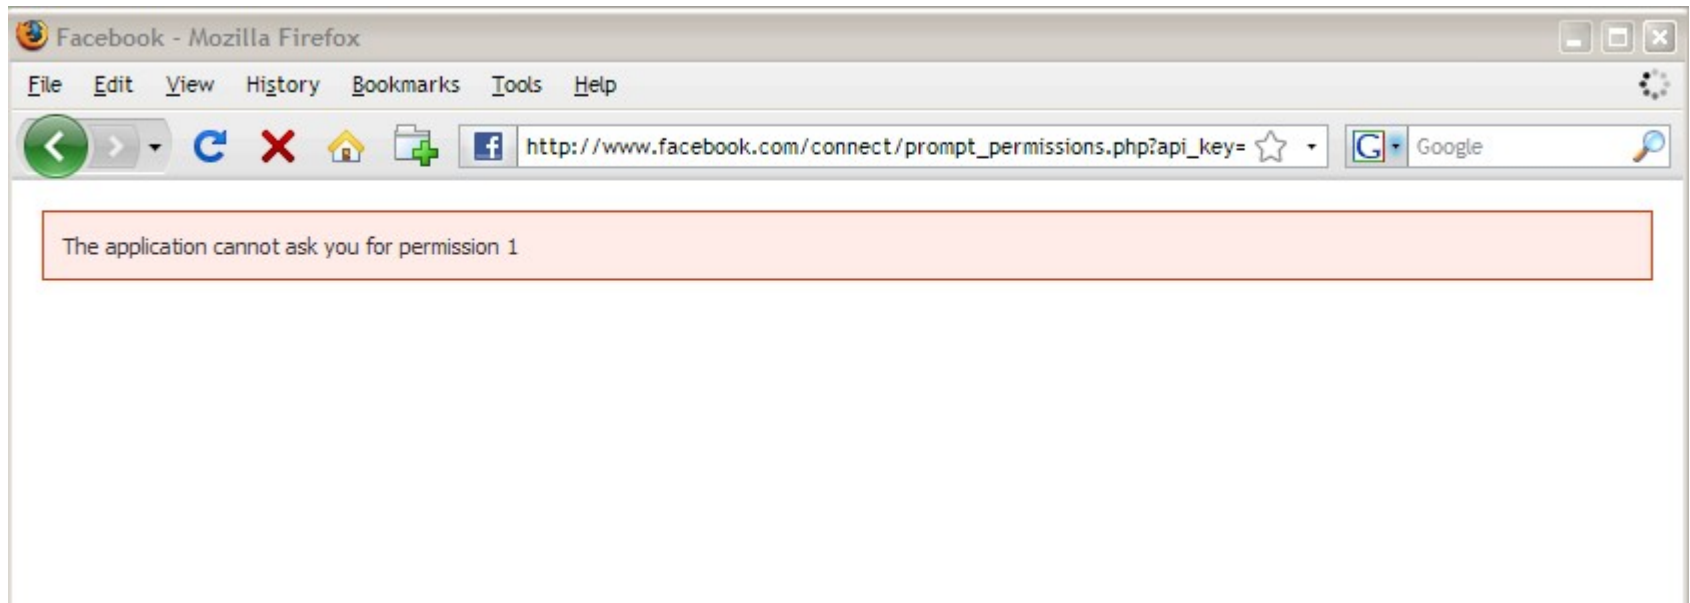 Facebook - Mozilla Firefox
File Edit View History Bookmarks Tools Help
http://www.facebook.com/connect/prompt_permissions.php?api_key= Google
The application cannot ask you for permission 1